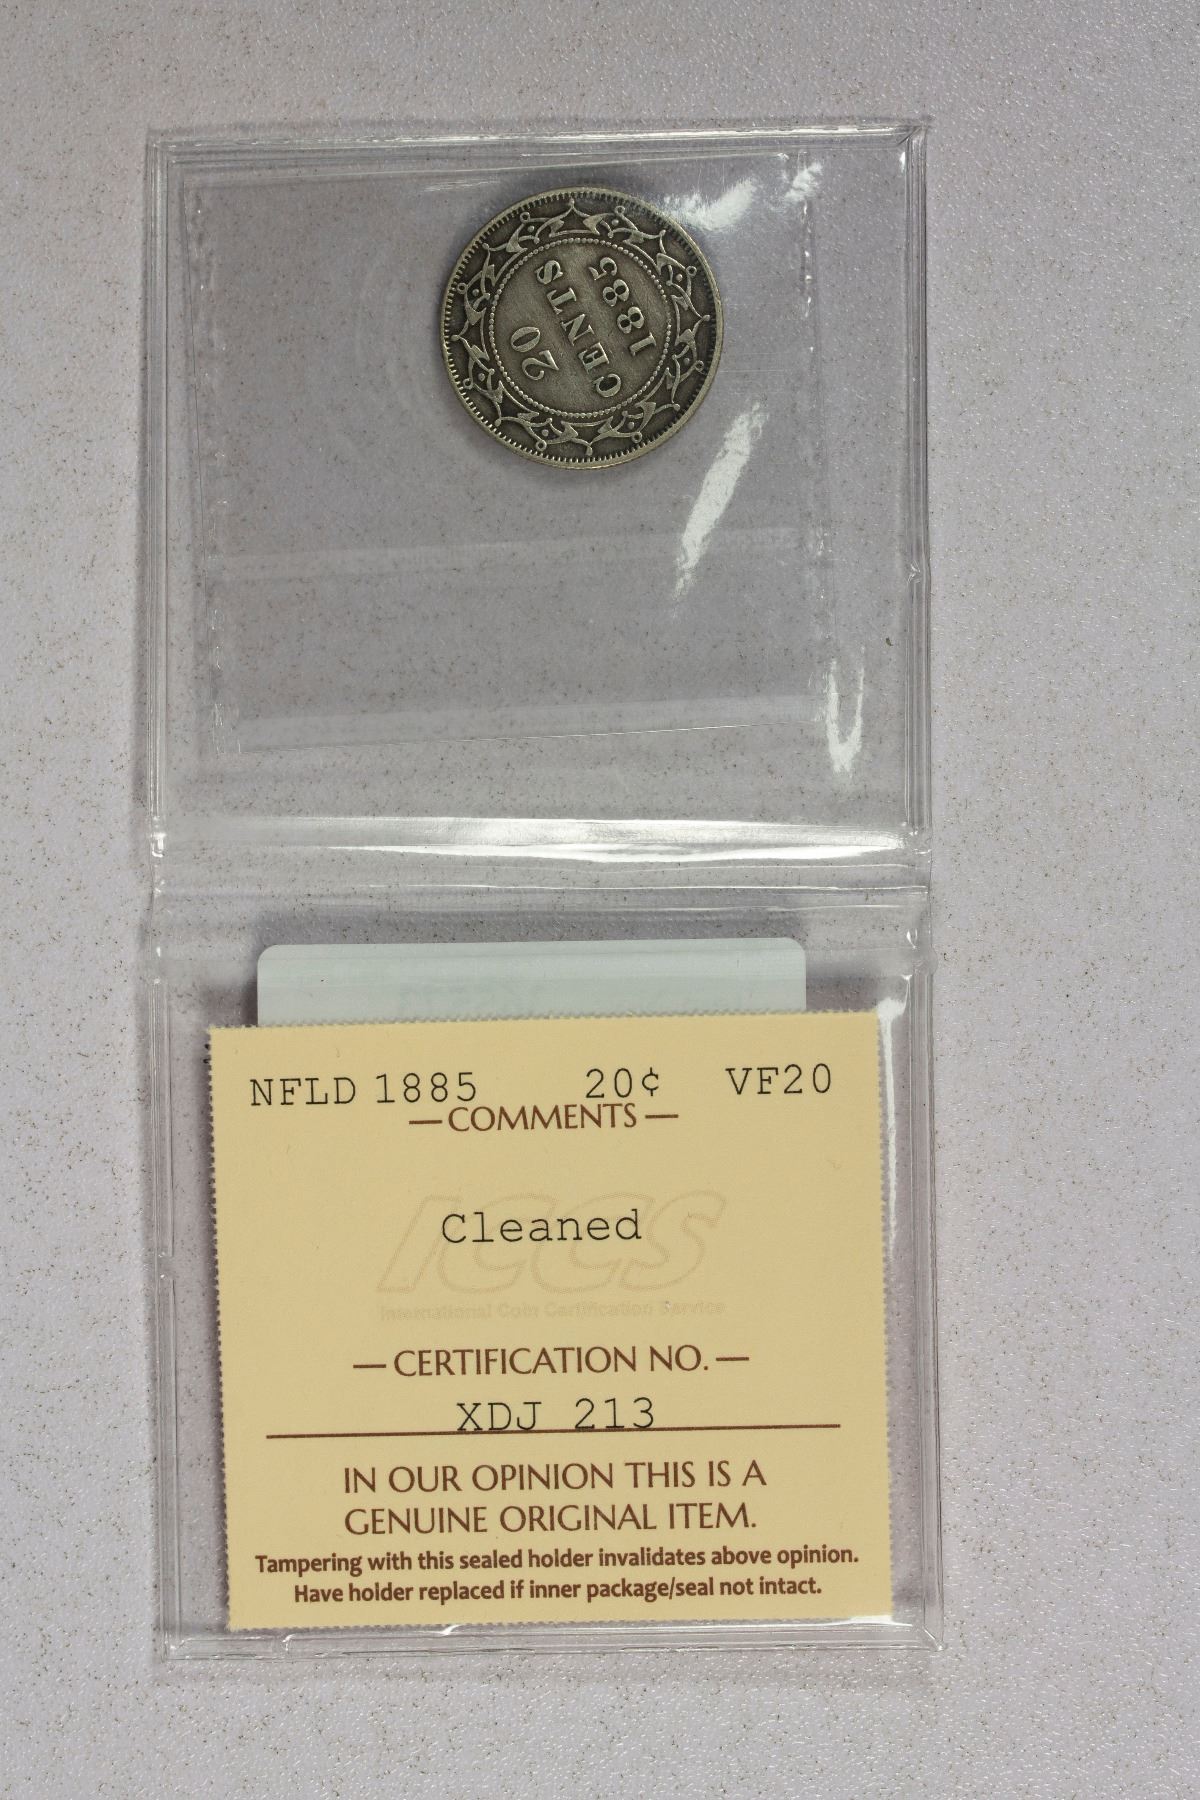 20
CENTS
1885
NFLD 1885 20¢ VF20
— COMMENTS —
Cleaned
ICCS
International Coin Certification Service
— CERTIFICATION NO. —
XDJ 213
IN OUR OPINION THIS IS A
GENUINE ORIGINAL ITEM.
Tampering with this sealed holder invalidates above opinion.
Have holder replaced if inner package/seal not intact.